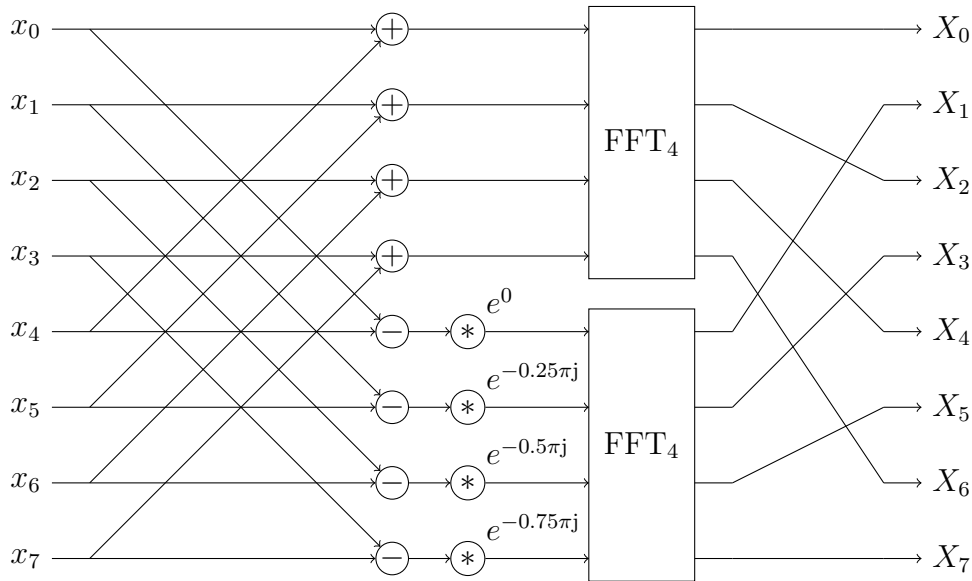 x₀ + X₀
x₁ + X₁
FFT₄
x₂ + X₂
x₃ + X₃
e⁰
x₄ − * X₄
e^{−0.25πj}
x₅ − * X₅
FFT₄
e^{−0.5πj}
x₆ − * X₆
e^{−0.75πj}
x₇ − * X₇